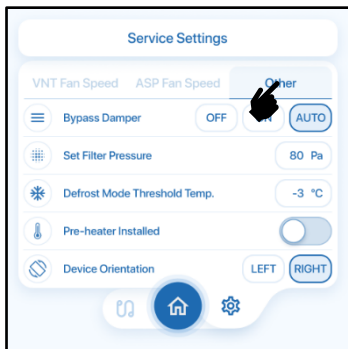 Service Settings
VNT Fan Speed ASP Fan Speed Other
Bypass Damper OFF ON AUTO
Set Filter Pressure 80 Pa
Defrost Mode Threshold Temp. -3 °C
Pre-heater Installed
Device Orientation LEFT RIGHT